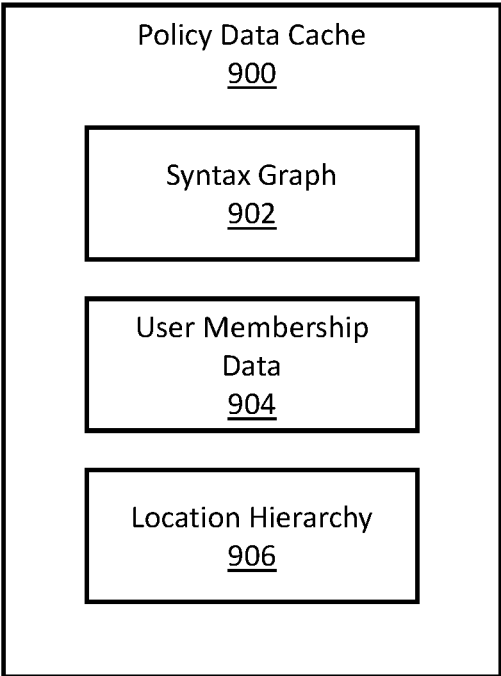 Policy Data Cache
900
Syntax Graph
902
User Membership
Data
904
Location Hierarchy
906